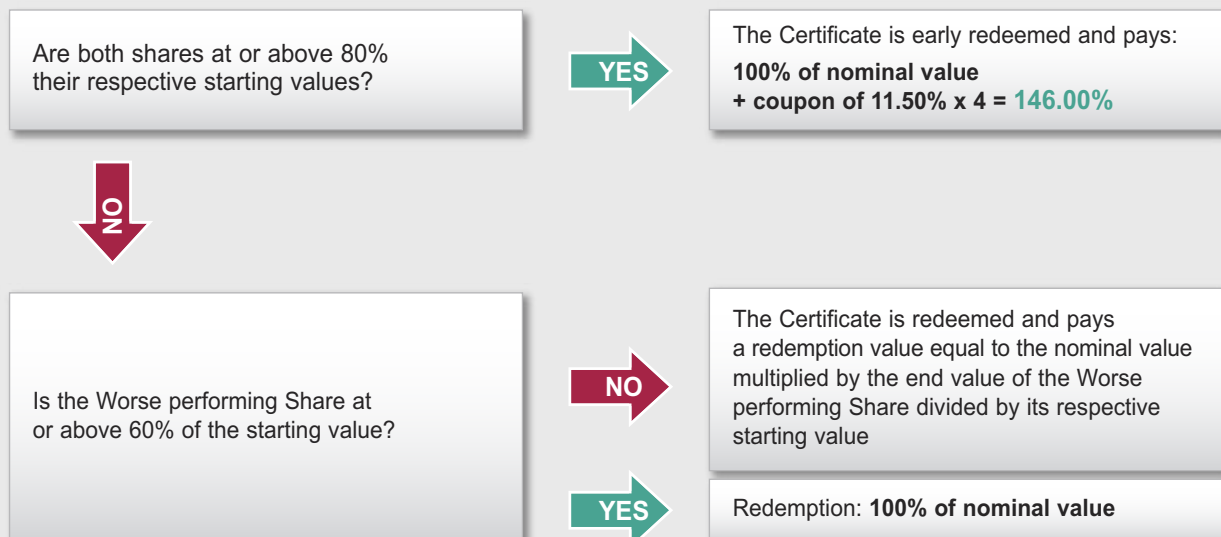 Are both shares at or above 80%
their respective starting values?
YES
The Certificate is early redeemed and pays:
100% of nominal value
+ coupon of 11.50% x 4 = 146.00%
NO
Is the Worse performing Share at
or above 60% of the starting value?
NO
The Certificate is redeemed and pays
a redemption value equal to the nominal value
multiplied by the end value of the Worse
performing Share divided by its respective
starting value
YES
Redemption: 100% of nominal value